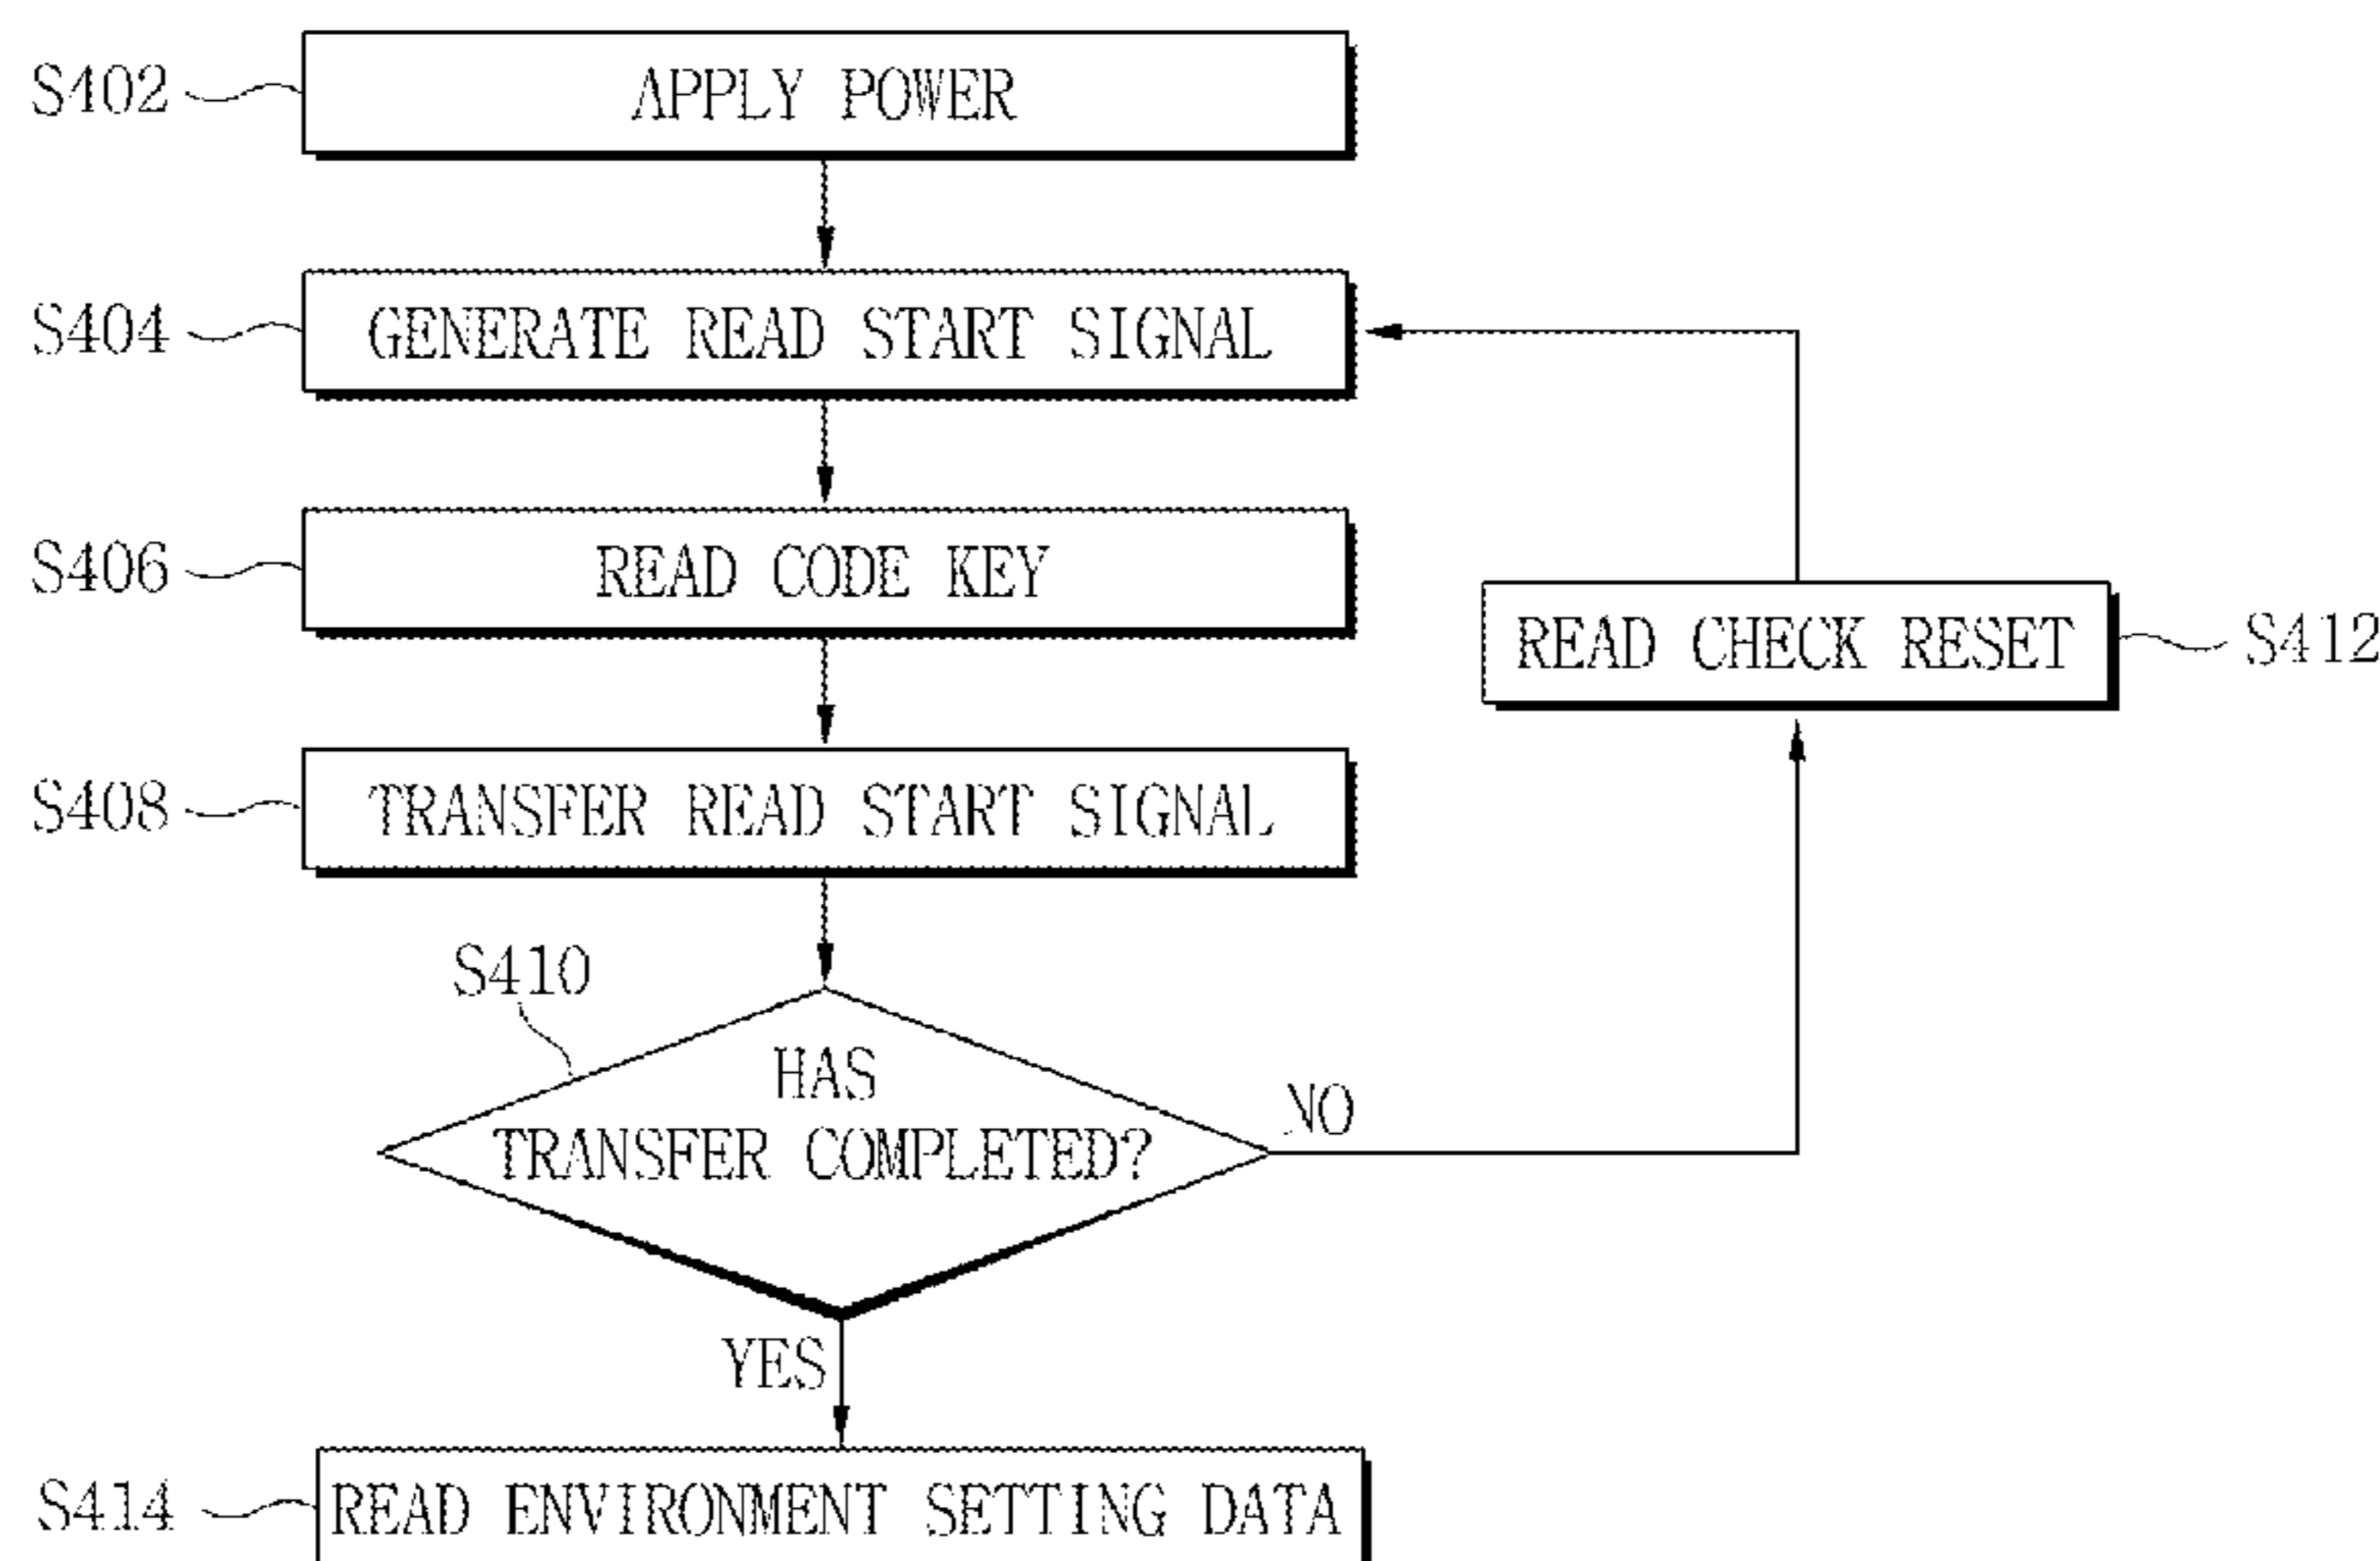 S402 APPLY POWER
S404 GENERATE READ START SIGNAL
S406 READ CODE KEY
READ CHECK RESET S412
S408 TRANSFER READ START SIGNAL
S410
HAS
TRANSFER COMPLETED?
NO
YES
S414 READ ENVIRONMENT SETTING DATA